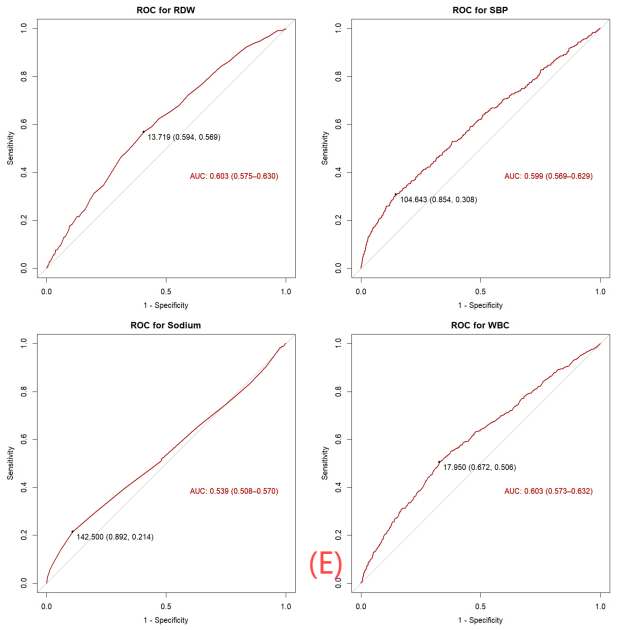 ROC for RDW
Sensitivity
0.0 0.2 0.4 0.6 0.8 1.0
13.719 (0.594, 0.569)
AUC: 0.603 (0.575–0.630)
0.0 0.5 1.0
1 - Specificity
ROC for SBP
Sensitivity
0.0 0.2 0.4 0.6 0.8 1.0
104.643 (0.854, 0.308)
AUC: 0.599 (0.569–0.629)
0.0 0.5 1.0
1 - Specificity
ROC for Sodium
Sensitivity
0.0 0.2 0.4 0.6 0.8 1.0
142.500 (0.892, 0.214)
AUC: 0.539 (0.508–0.570)
0.0 0.5 1.0
1 - Specificity
ROC for WBC
Sensitivity
0.0 0.2 0.4 0.6 0.8 1.0
17.950 (0.672, 0.506)
AUC: 0.603 (0.573–0.632)
0.0 0.5 1.0
1 - Specificity
(E)